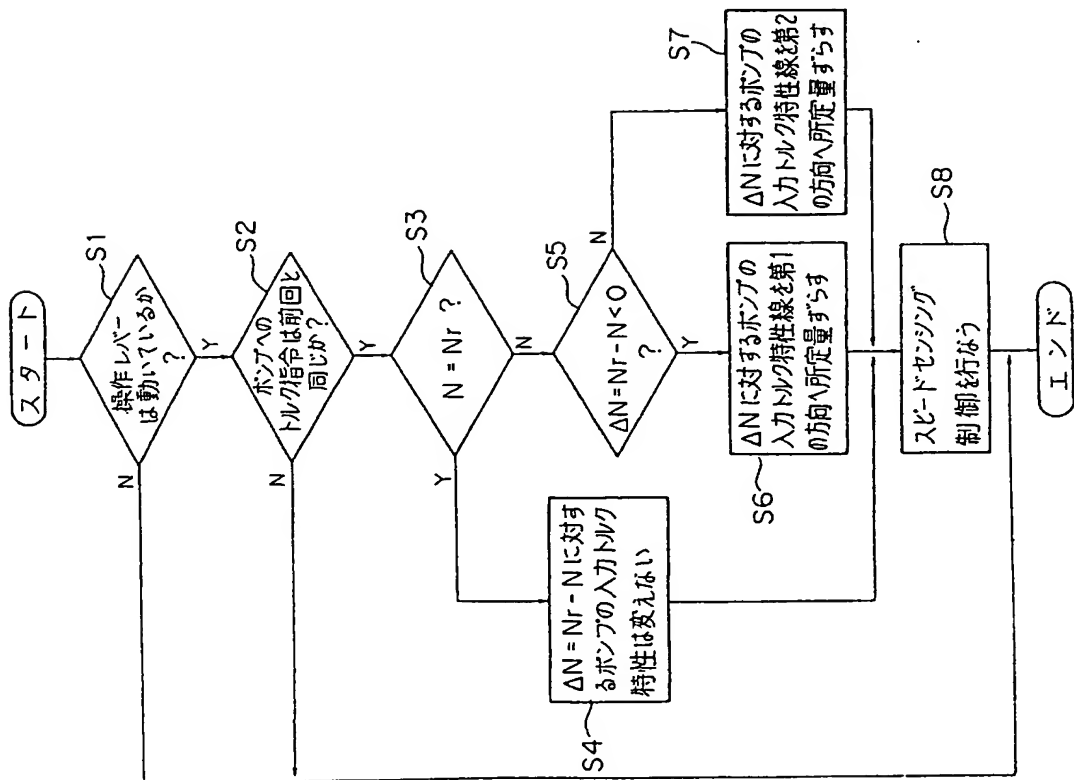 スタート
S1
操作レバー
は動いているか
?
N
Y
S2
ポンプへの
トルク指令は前回と
同じか?
N
Y
S3
N = Nr ?
Y
N
S4
ΔN = Nr − N に対す
るポンプの入力トルク
特性は変えない
S5
ΔN = Nr − N < 0
?
N
Y
S6
ΔNに対するポンプの
入力トルク特性線を第1
の方向へ所定量ずらす
S7
ΔNに対するポンプの
入力トルク特性線を第2
の方向へ所定量ずらす
S8
スピードセンシング
制御を行なう
エンド